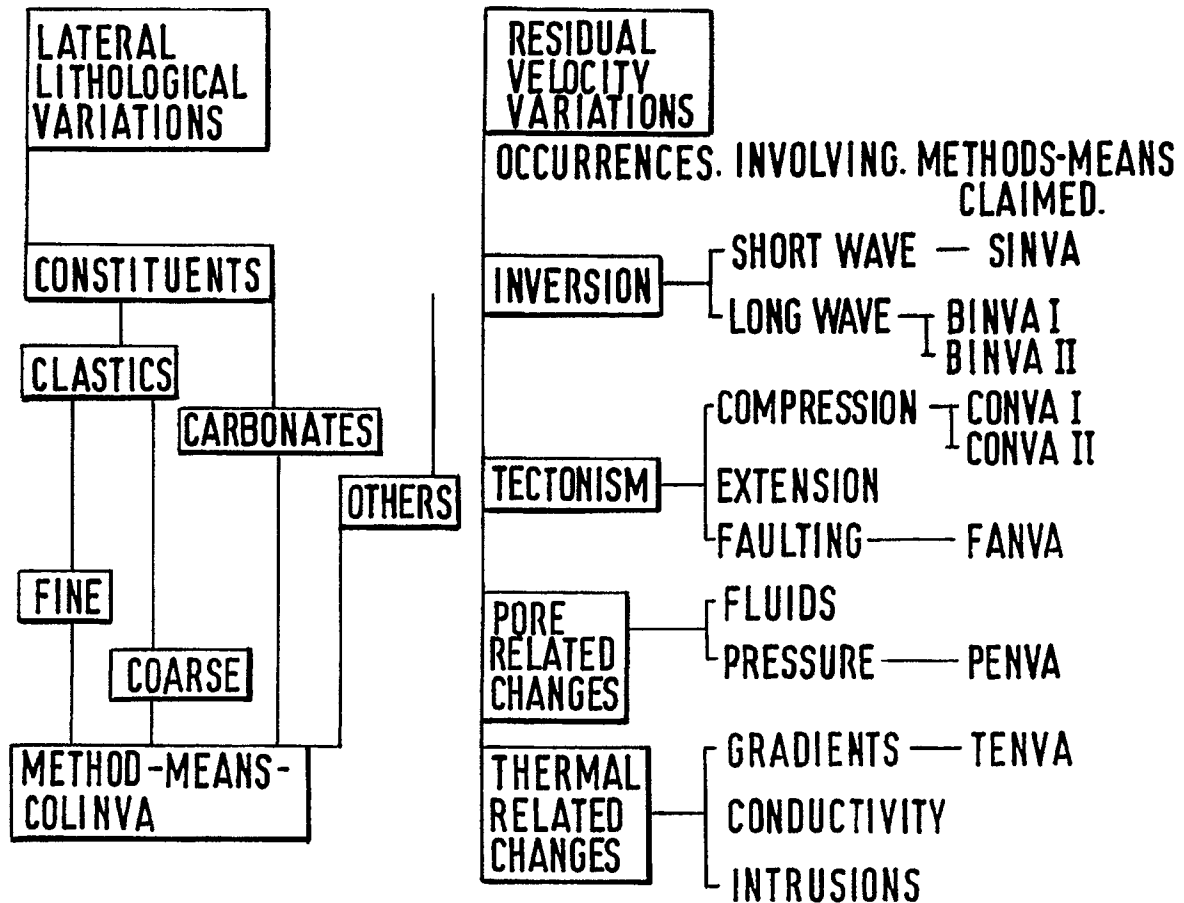 LATERAL
LITHOLOGICAL
VARIATIONS
CONSTITUENTS
CLASTICS
CARBONATES
OTHERS
FINE
COARSE
METHOD-MEANS-
COLINVA
RESIDUAL
VELOCITY
VARIATIONS
OCCURRENCES. INVOLVING. METHODS-MEANS
CLAIMED.
INVERSION
SHORT WAVE — SINVA
LONG WAVE — BINVA I
BINVA II
TECTONISM
COMPRESSION — CONVA I
CONVA II
EXTENSION
FAULTING — FANVA
PORE
RELATED
CHANGES
FLUIDS
PRESSURE — PENVA
THERMAL
RELATED
CHANGES
GRADIENTS — TENVA
CONDUCTIVITY
INTRUSIONS